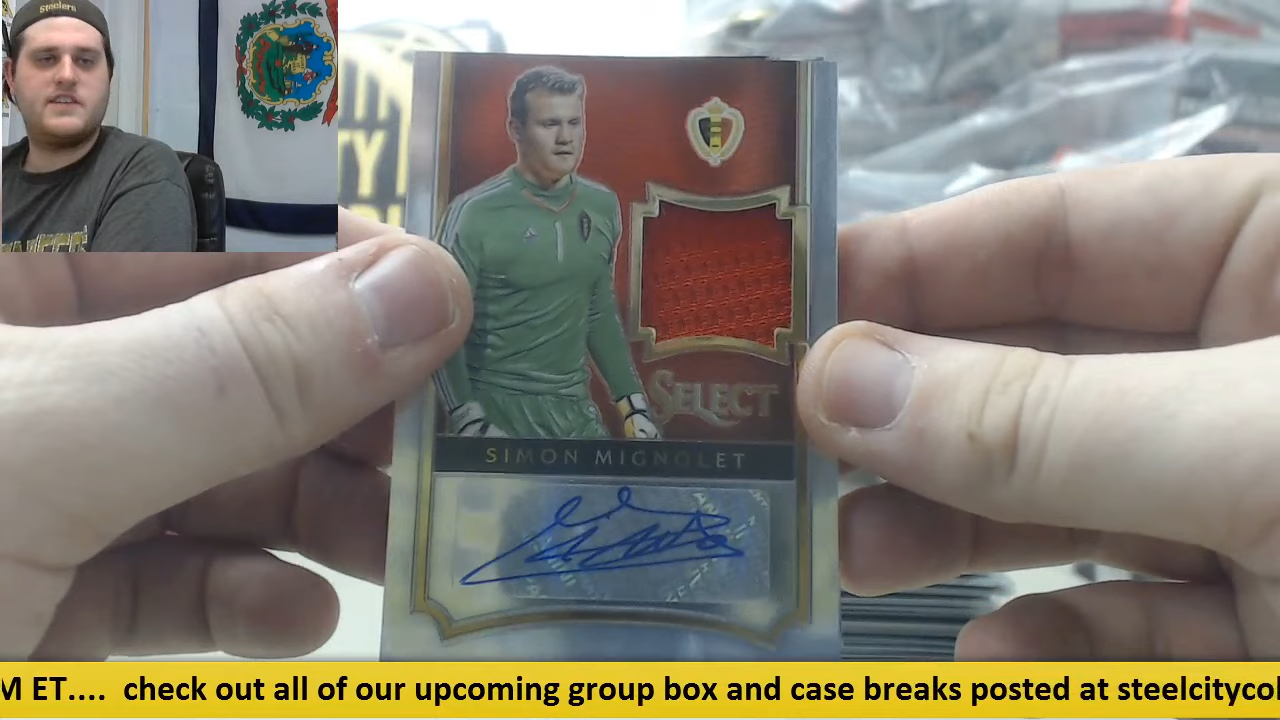 Steelers
SELECT
SIMON MIGNOLET
M ET.... check out all of our upcoming group box and case breaks posted at steelcitycol